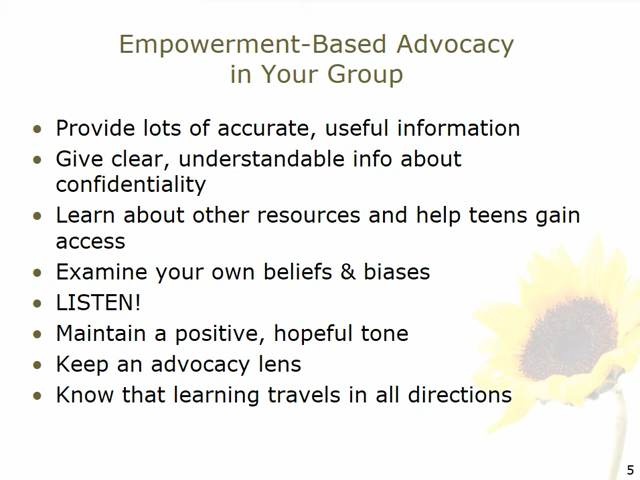 Empowerment-Based Advocacy
in Your Group
• Provide lots of accurate, useful information
• Give clear, understandable info about
confidentiality
• Learn about other resources and help teens gain
access
• Examine your own beliefs & biases
• LISTEN!
• Maintain a positive, hopeful tone
• Keep an advocacy lens
• Know that learning travels in all directions
5